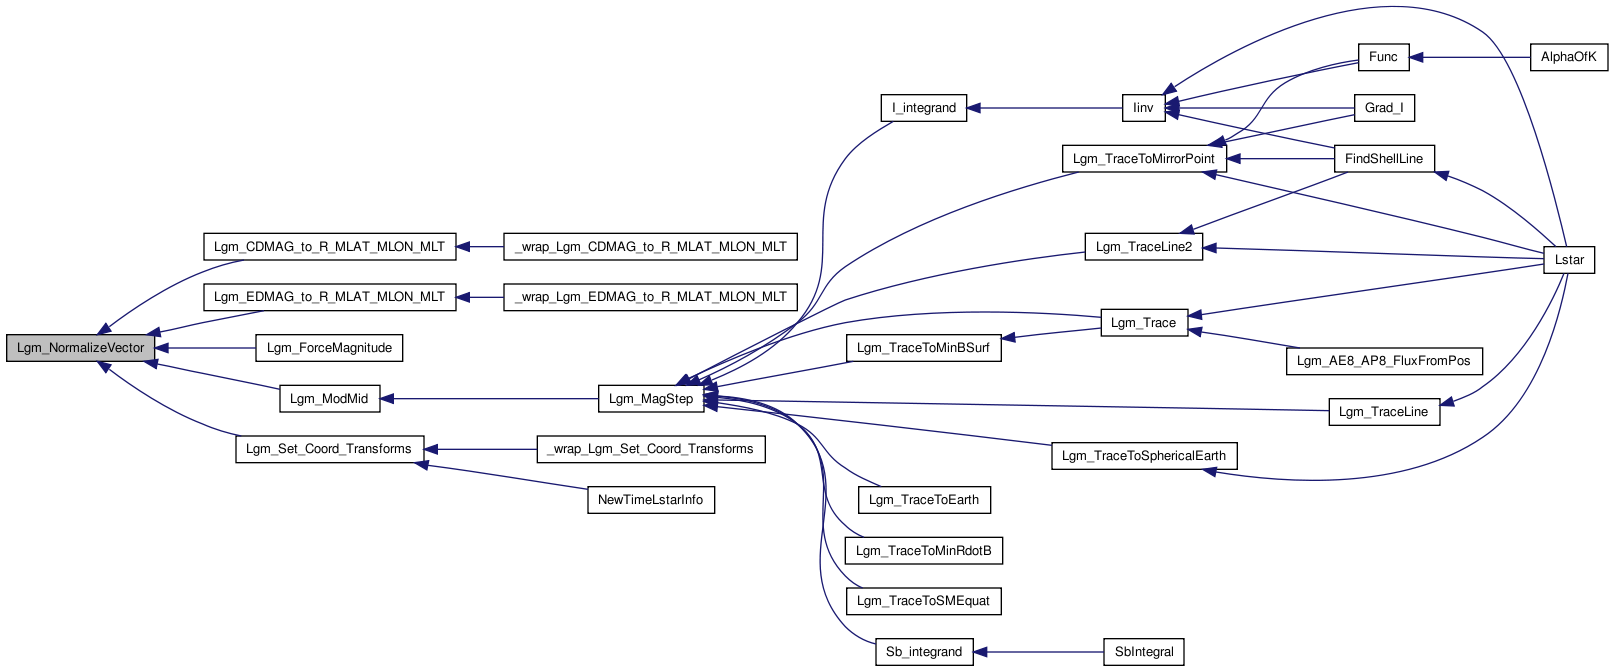 Func
AlphaOfK
I_integrand
Iinv
Grad_I
Lgm_TraceToMirrorPoint
FindShellLine
Lgm_CDMAG_to_R_MLAT_MLON_MLT
_wrap_Lgm_CDMAG_to_R_MLAT_MLON_MLT
Lgm_TraceLine2
Lstar
Lgm_EDMAG_to_R_MLAT_MLON_MLT
_wrap_Lgm_EDMAG_to_R_MLAT_MLON_MLT
Lgm_Trace
Lgm_NormalizeVector
Lgm_ForceMagnitude
Lgm_TraceToMinBSurf
Lgm_AE8_AP8_FluxFromPos
Lgm_ModMid
Lgm_MagStep
Lgm_TraceLine
Lgm_Set_Coord_Transforms
_wrap_Lgm_Set_Coord_Transforms
Lgm_TraceToSphericalEarth
NewTimeLstarInfo
Lgm_TraceToEarth
Lgm_TraceToMinRdotB
Lgm_TraceToSMEquat
Sb_integrand
SbIntegral